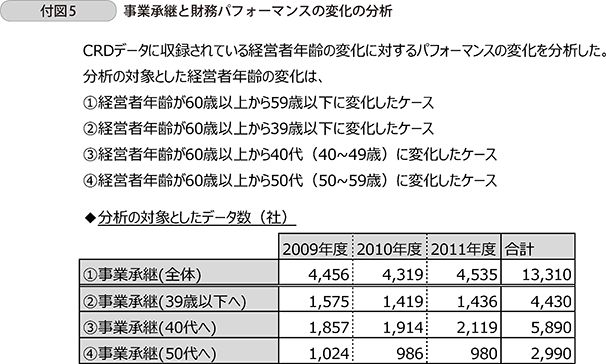 付図5 事業承継と財務パフォーマンスの変化の分析
CRDデータに収録されている経営者年齢の変化に対するパフォーマンスの変化を分析した。
分析の対象とした経営者年齢の変化は、
①経営者年齢が60歳以上から59歳以下に変化したケース
②経営者年齢が60歳以上から39歳以下に変化したケース
③経営者年齢が60歳以上から40代（40~49歳）に変化したケース
④経営者年齢が60歳以上から50代（50~59歳）に変化したケース
◆分析の対象としたデータ数（社）
2009年度 2010年度 2011年度 合計
①事業承継(全体) 4,456 4,319 4,535 13,310
②事業承継(39歳以下へ) 1,575 1,419 1,436 4,430
③事業承継(40代へ) 1,857 1,914 2,119 5,890
④事業承継(50代へ) 1,024 986 980 2,990